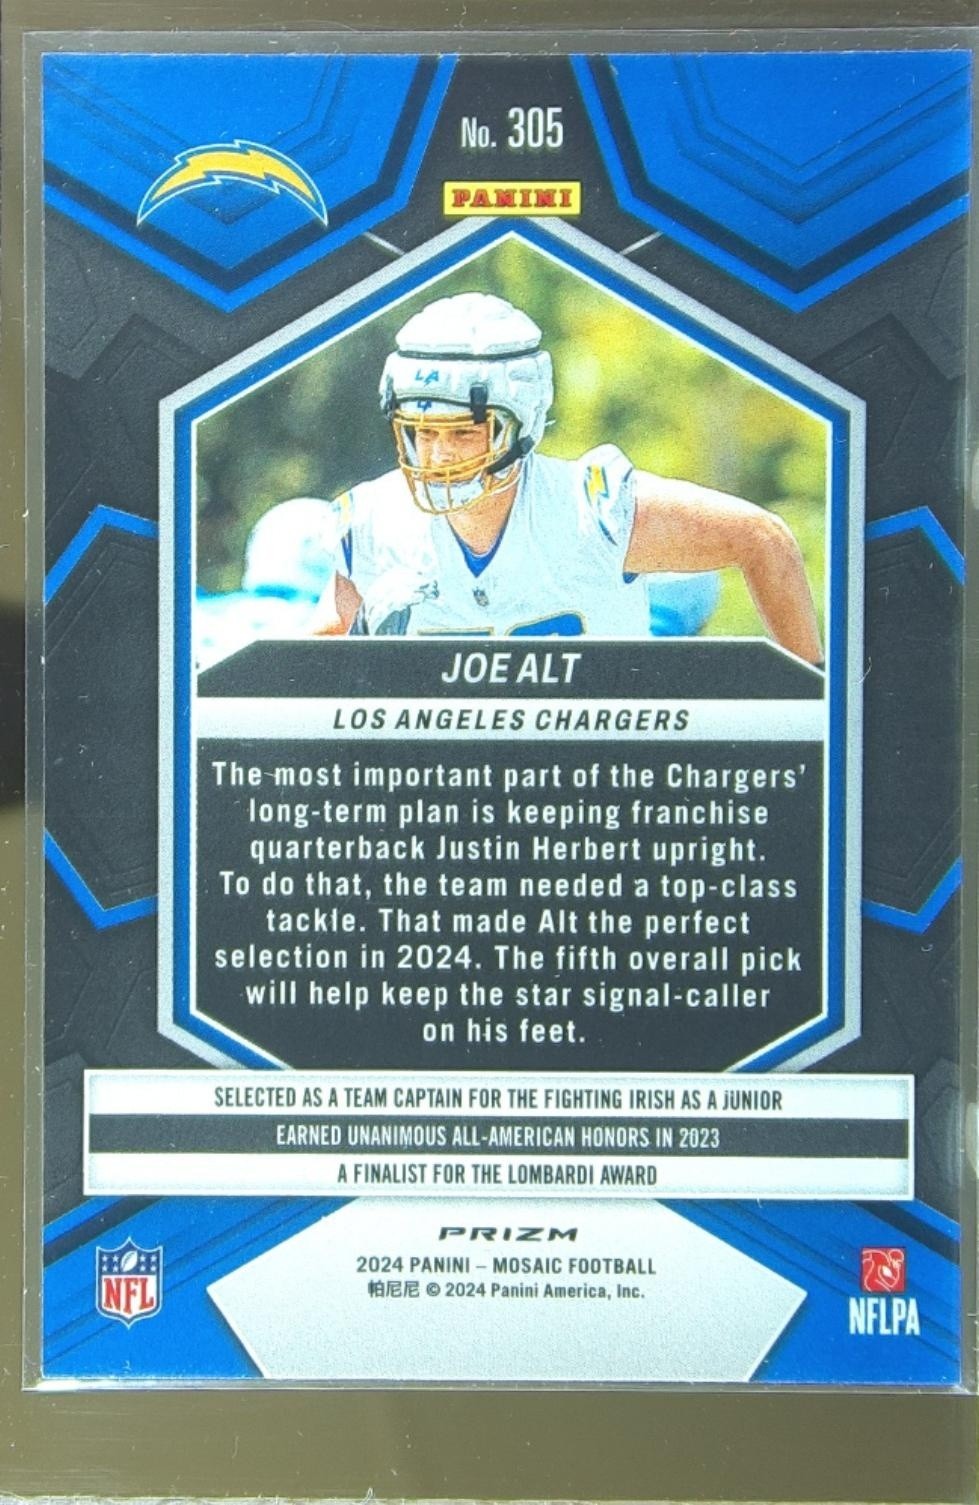 No. 305
PANINI
LA
JOE ALT
LOS ANGELES CHARGERS
The most important part of the Chargers'
long-term plan is keeping franchise
quarterback Justin Herbert upright.
To do that, the team needed a top-class
tackle. That made Alt the perfect
selection in 2024. The fifth overall pick
will help keep the star signal-caller
on his feet.
SELECTED AS A TEAM CAPTAIN FOR THE FIGHTING IRISH AS A JUNIOR
EARNED UNANIMOUS ALL-AMERICAN HONORS IN 2023
A FINALIST FOR THE LOMBARDI AWARD
PRIZM
2024 PANINI – MOSAIC FOOTBALL
帕尼尼 © 2024 Panini America, Inc.
NFL
NFLPA